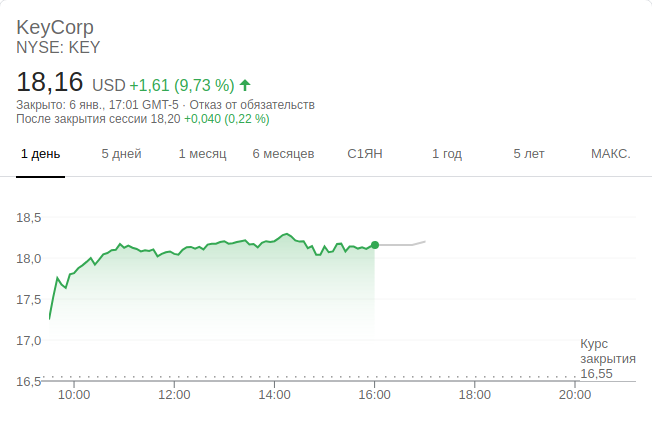 KeyCorp
NYSE: KEY
18,16 USD +1,61 (9,73 %)
Закрыто: 6 янв., 17:01 GMT-5 · Отказ от обязательств
После закрытия сессии 18,20 +0,040 (0,22 %)
1 день 5 дней 1 месяц 6 месяцев С1ЯН 1 год 5 лет МАКС.
18,5
18,0
17,5
17,0
16,5
Курс
закрытия
16,55
10:00 12:00 14:00 16:00 18:00 20:00